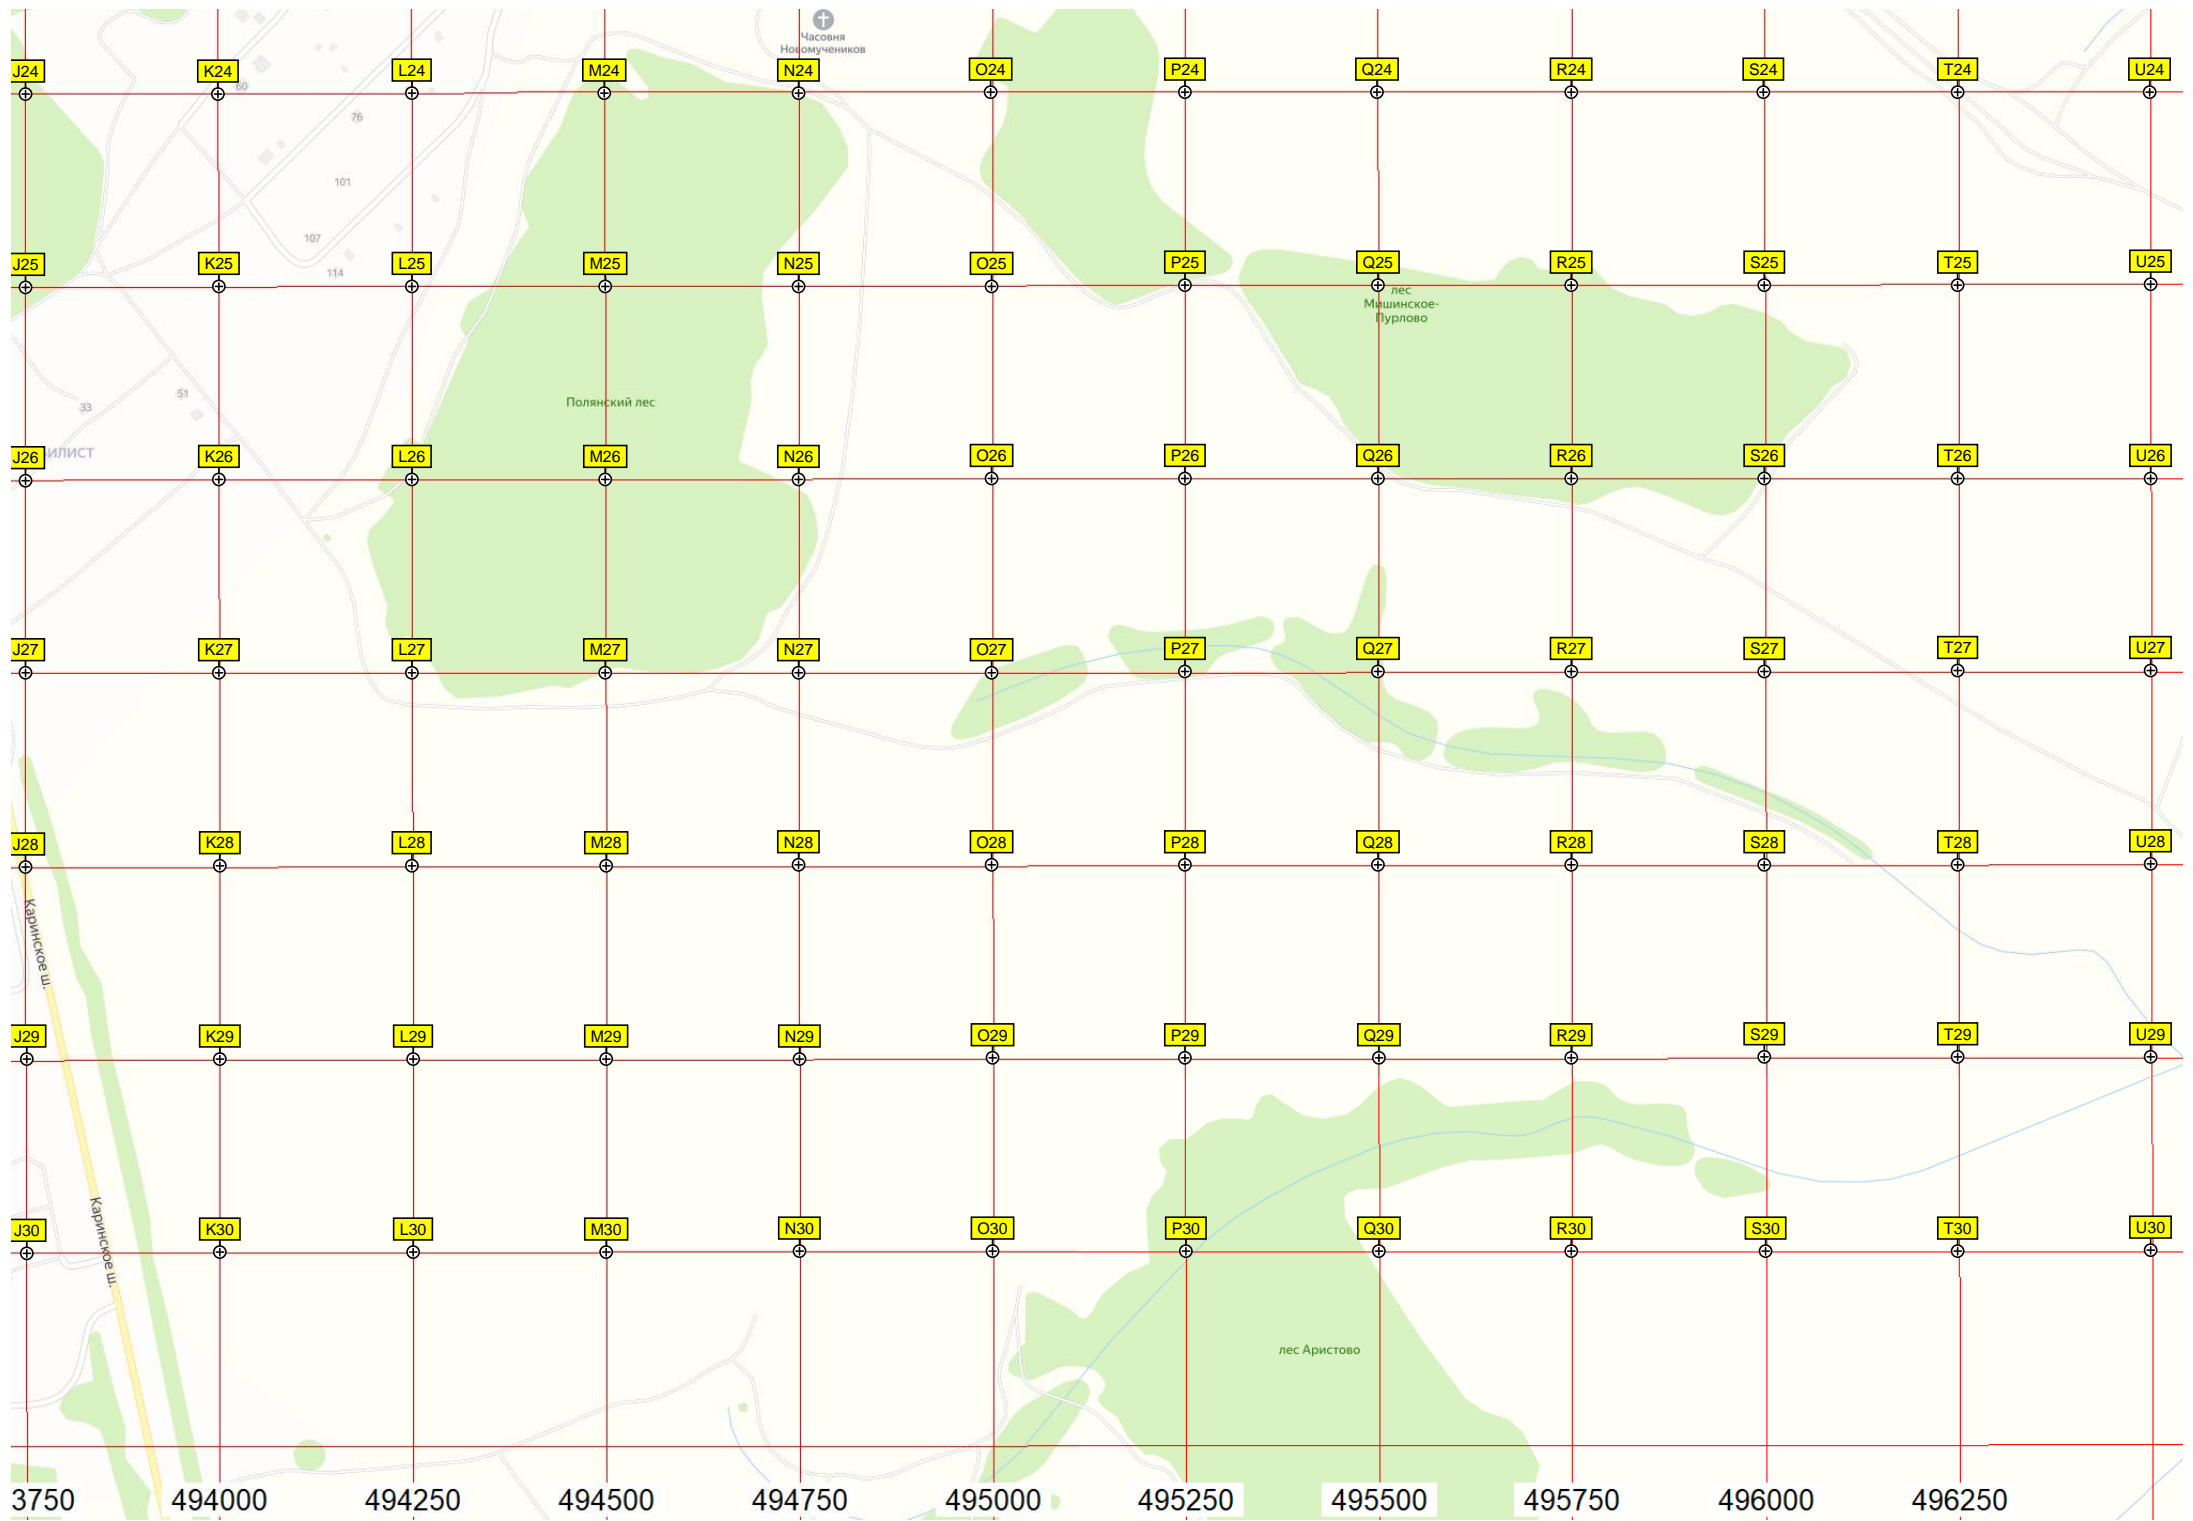 Часовня
Новомучеников
J24 K24 L24 M24 N24 O24 P24 Q24 R24 S24 T24 U24
60
76
101
107
114
J25 K25 L25 M25 N25 O25 P25 Q25 R25 S25 T25 U25
лес
Мишинское-
Пурлово
51
33
Полянский лес
ИЛИСТ
J26 K26 L26 M26 N26 O26 P26 Q26 R26 S26 T26 U26
J27 K27 L27 M27 N27 O27 P27 Q27 R27 S27 T27 U27
J28 K28 L28 M28 N28 O28 P28 Q28 R28 S28 T28 U28
Каринское ш.
J29 K29 L29 M29 N29 O29 P29 Q29 R29 S29 T29 U29
Каринское ш.
J30 K30 L30 M30 N30 O30 P30 Q30 R30 S30 T30 U30
лес Аристово
3750 494000 494250 494500 494750 495000 495250 495500 495750 496000 496250